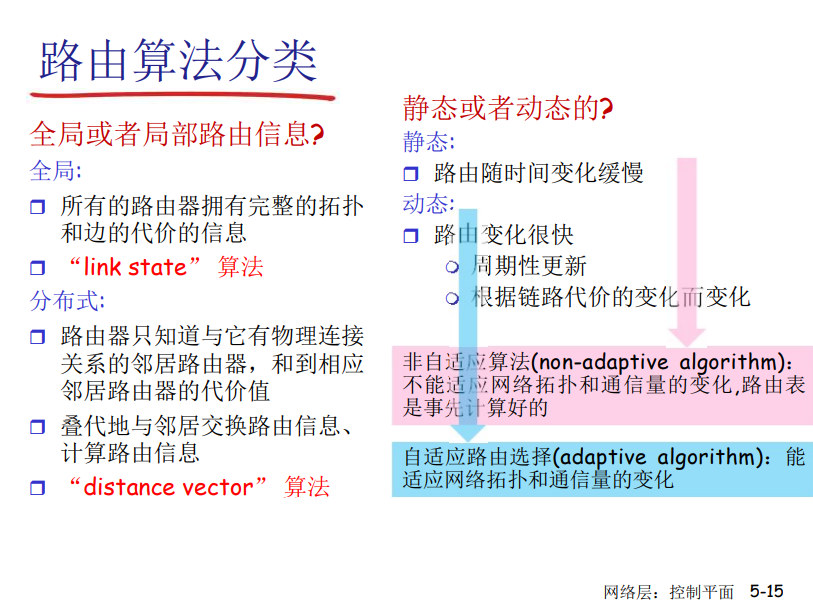 路由算法分类
全局或者局部路由信息?
全局:
所有的路由器拥有完整的拓扑
和边的代价的信息
“link state” 算法
分布式:
路由器只知道与它有物理连接
关系的邻居路由器，和到相应
邻居路由器的代价值
叠代地与邻居交换路由信息、
计算路由信息
“distance vector” 算法
静态或者动态的?
静态:
路由随时间变化缓慢
动态:
路由变化很快
周期性更新
根据链路代价的变化而变化
非自适应算法(non-adaptive algorithm)：
不能适应网络拓扑和通信量的变化,路由表
是事先计算好的
自适应路由选择(adaptive algorithm)：能
适应网络拓扑和通信量的变化
网络层：控制平面 5-15